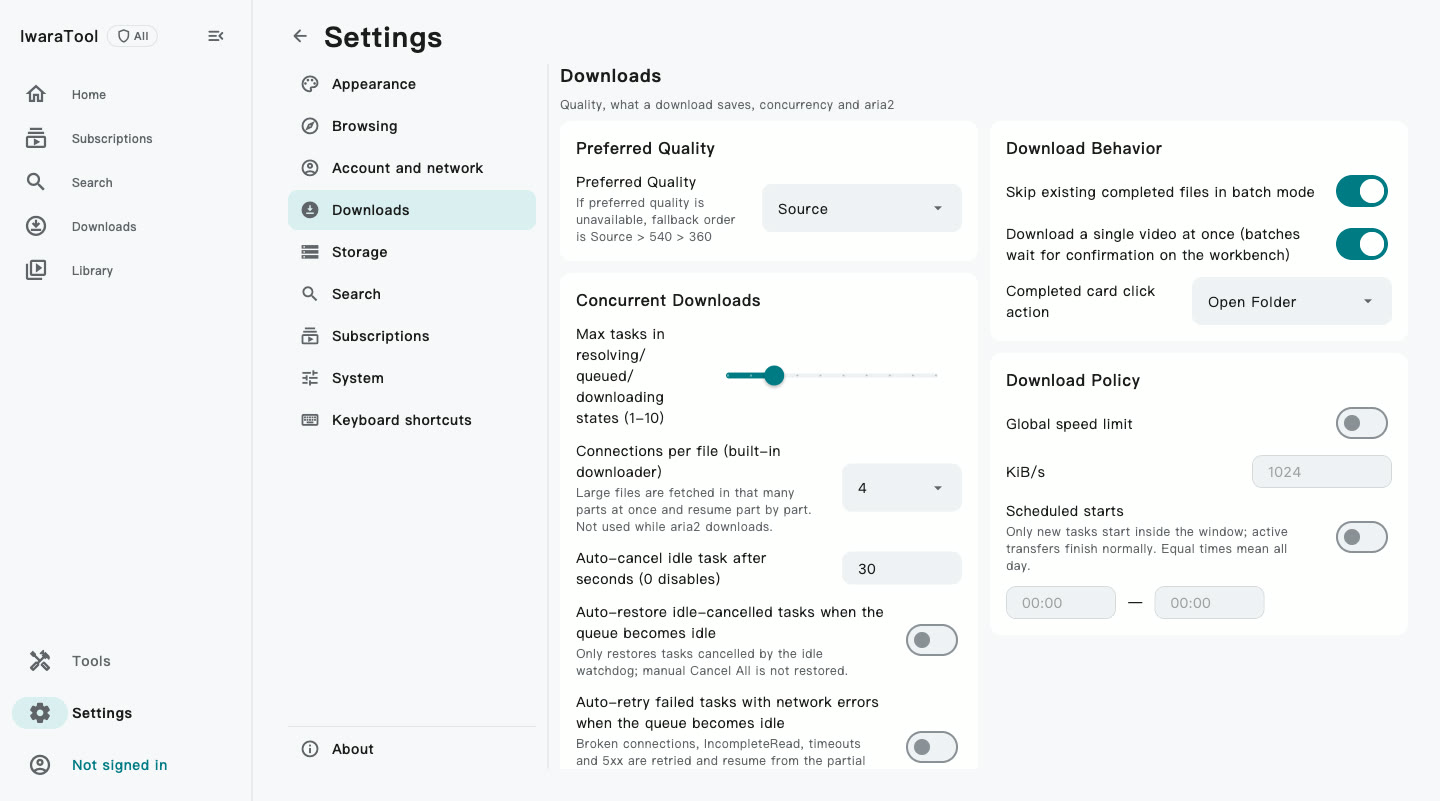 IwaraTool
All
Home
Subscriptions
Search
Downloads
Library
Tools
Settings
Not signed in
Settings
Appearance
Browsing
Account and network
Downloads
Storage
Search
Subscriptions
System
Keyboard shortcuts
About
Downloads
Quality, what a download saves, concurrency and aria2
Preferred Quality
Preferred Quality
If preferred quality is
unavailable, fallback order
is Source > 540 > 360
Source
Concurrent Downloads
Max tasks in
resolving/
queued/
downloading
states (1–10)
Connections per file (built-in
downloader)
Large files are fetched in that many
parts at once and resume part by part.
Not used while aria2 downloads.
4
Auto-cancel idle task after
seconds (0 disables)
30
Auto-restore idle-cancelled tasks when the
queue becomes idle
Only restores tasks cancelled by the idle
watchdog; manual Cancel All is not restored.
Auto-retry failed tasks with network errors
when the queue becomes idle
Broken connections, IncompleteRead, timeouts
and 5xx are retried and resume from the partial
Download Behavior
Skip existing completed files in batch mode
Download a single video at once (batches
wait for confirmation on the workbench)
Completed card click
action
Open Folder
Download Policy
Global speed limit
KiB/s
1024
Scheduled starts
Only new tasks start inside the window; active
transfers finish normally. Equal times mean all
day.
00:00 — 00:00